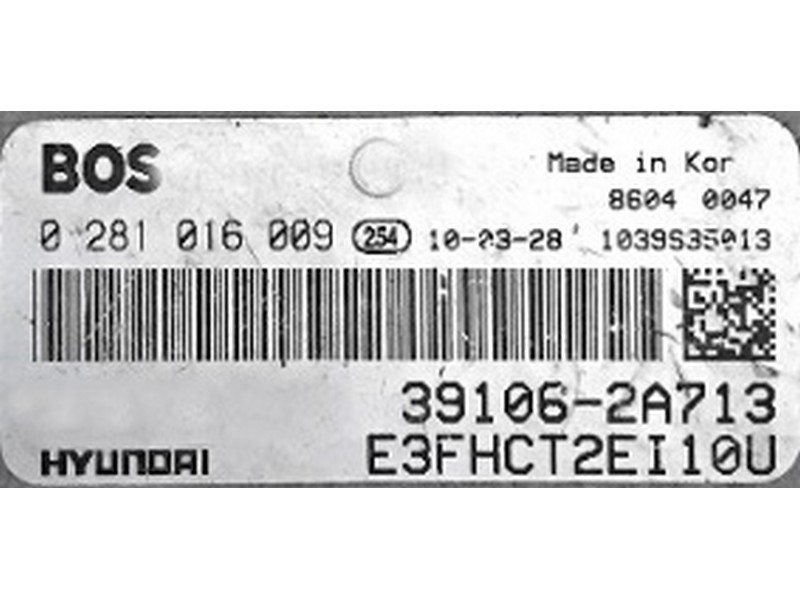 BOS
Made in Kor
8604 0047
0 281 016 009 254 10-03-28 1039S35013
39106-2A713
HYUNDAI E3FHCT2EI10U